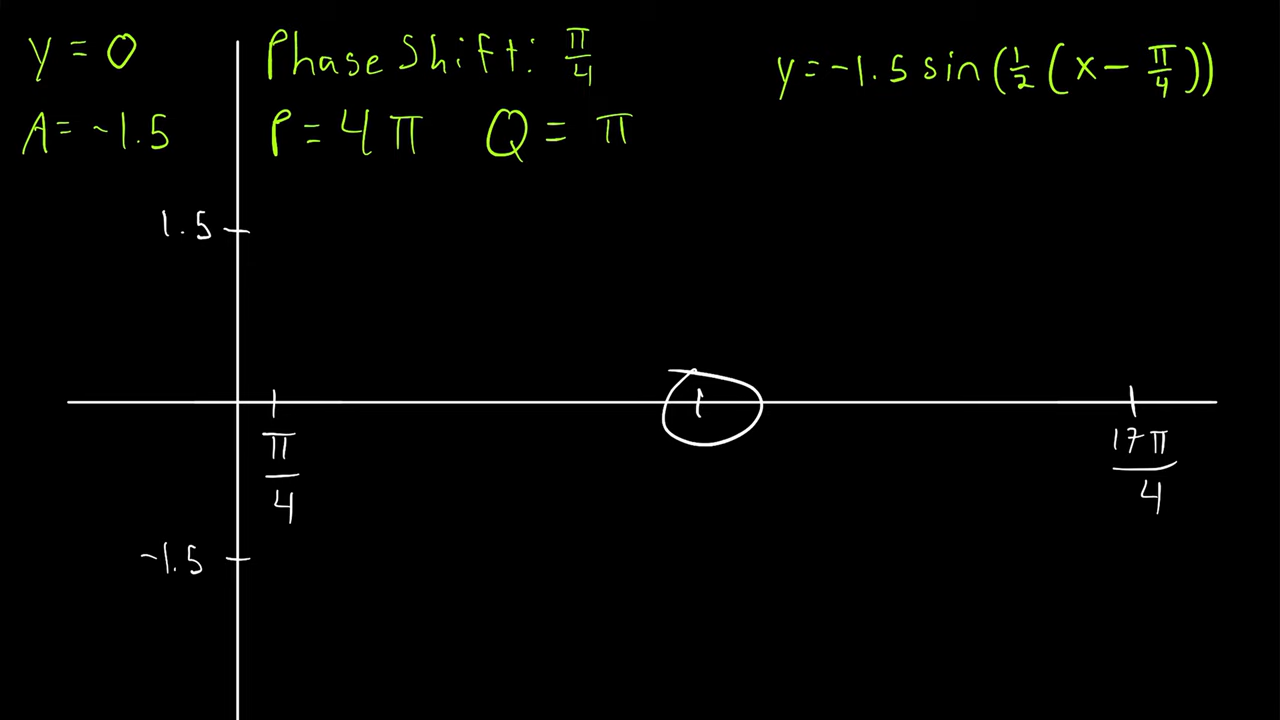 y = 0
Phase Shift: π/4
y = -1.5 sin(1/2(x - π/4))
A = -1.5
P = 4π
Q = π
1.5
π/4
17π/4
-1.5